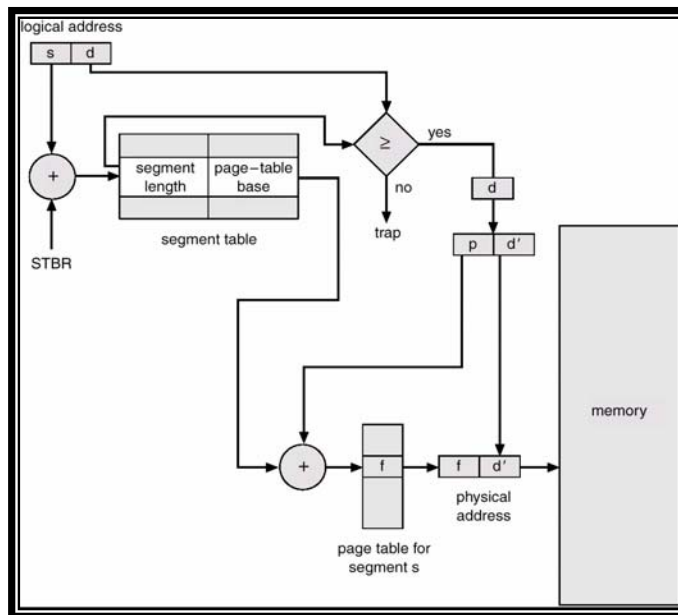 logical address
s d
yes
≥
segment length
page–table base
+
no
d
trap
segment table
p d′
STBR
memory
+
f
f d′
physical address
page table for segment s